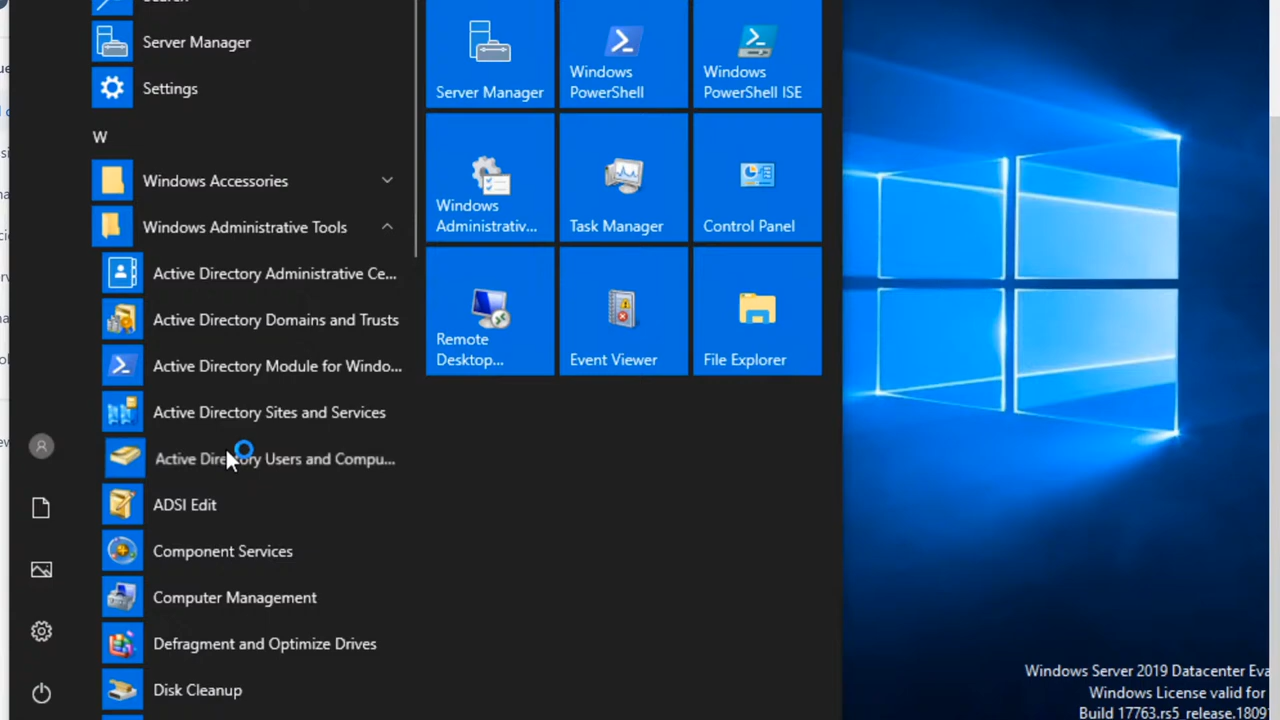 Server Manager
Settings
W
Windows Accessories
Windows Administrative Tools
Active Directory Administrative Ce...
Active Directory Domains and Trusts
Active Directory Module for Windo...
Active Directory Sites and Services
Active Directory Users and Compu...
ADSI Edit
Component Services
Computer Management
Defragment and Optimize Drives
Disk Cleanup
Server Manager
Windows
PowerShell
Windows
PowerShell ISE
Windows
Administrativ...
Task Manager
Control Panel
Remote
Desktop...
Event Viewer
File Explorer
Windows Server 2019 Datacenter Eva
Windows License valid for
Build 17763.rs5_release.1809